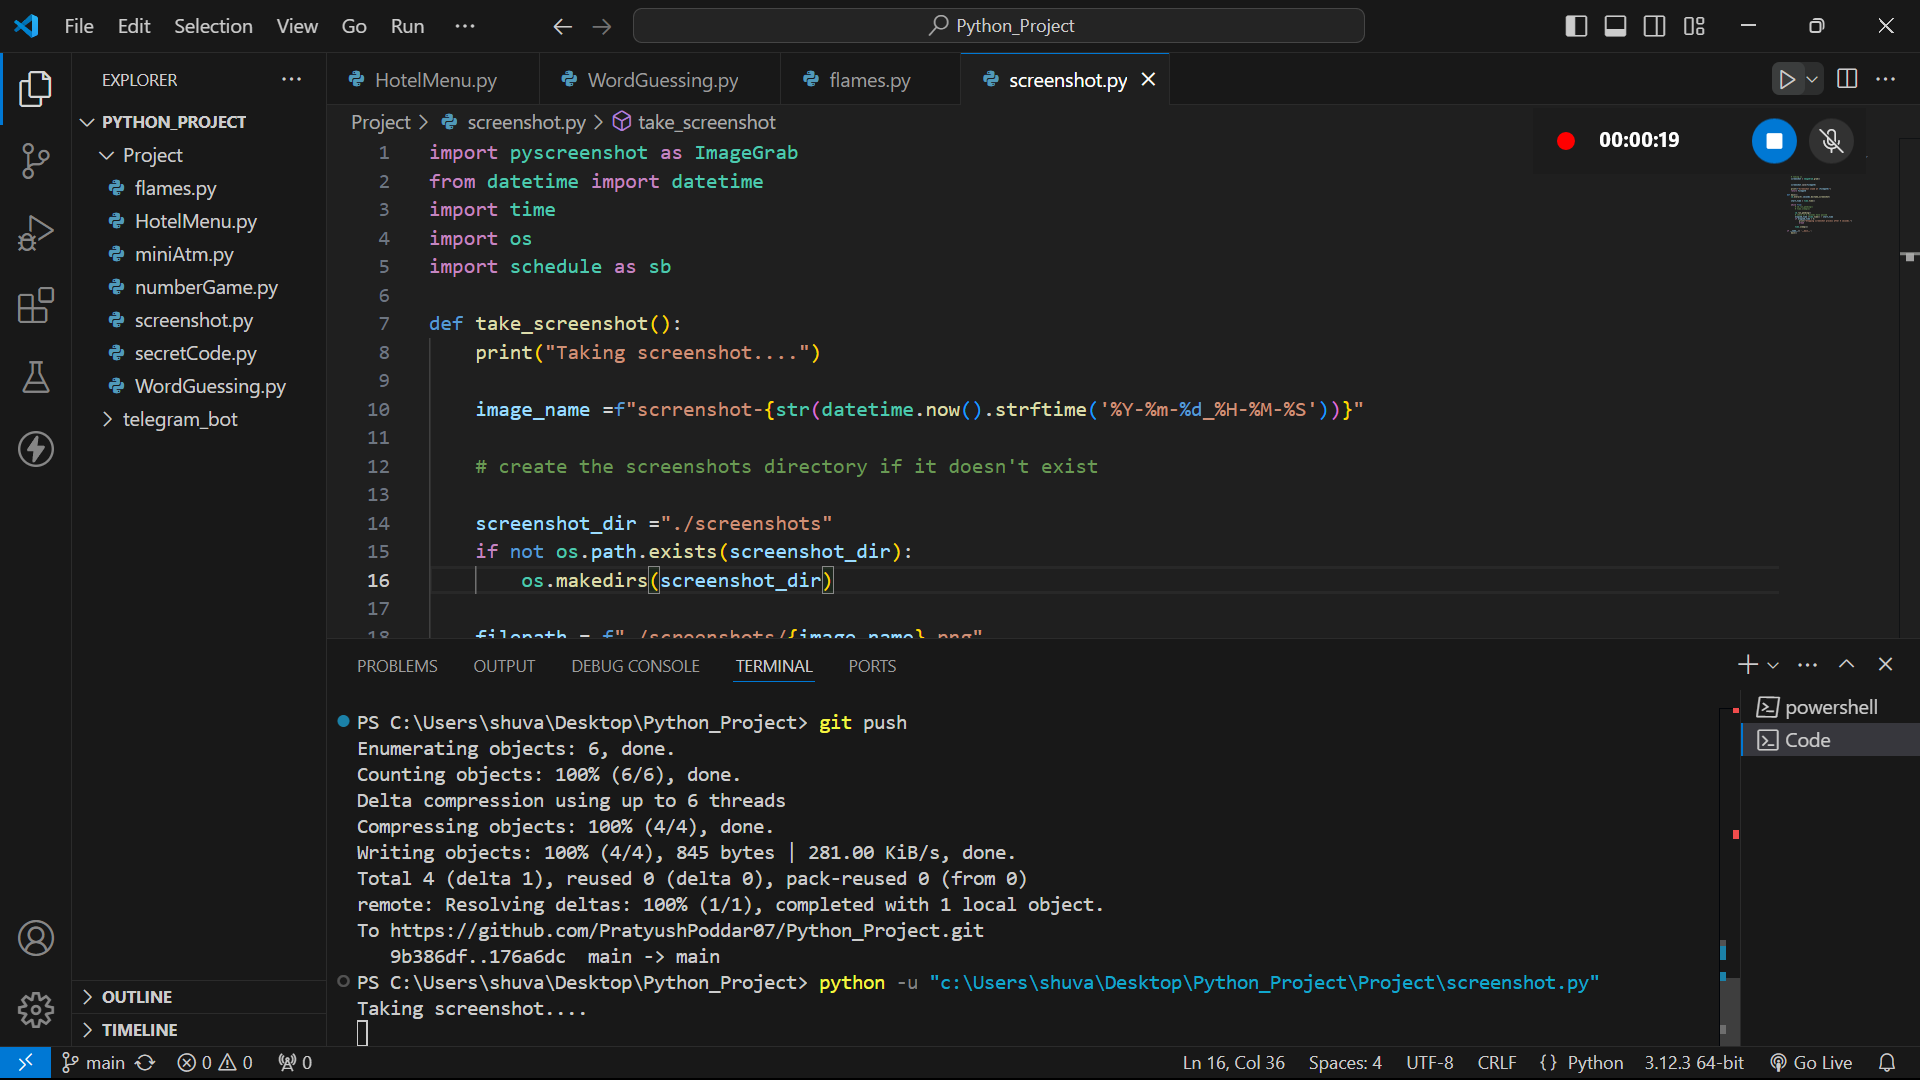 File Edit Selection View Go Run ···
Python_Project
EXPLORER
PYTHON_PROJECT
Project
flames.py
HotelMenu.py
miniAtm.py
numberGame.py
screenshot.py
secretCode.py
WordGuessing.py
telegram_bot
OUTLINE
TIMELINE
HotelMenu.py WordGuessing.py flames.py screenshot.py
Project > screenshot.py > take_screenshot
00:00:19
1 import pyscreenshot as ImageGrab
2 from datetime import datetime
3 import time
4 import os
5 import schedule as sb
6
7 def take_screenshot():
8 print("Taking screenshot....")
9
10 image_name =f"scrrenshot-{str(datetime.now().strftime('%Y-%m-%d_%H-%M-%S'))}"
11
12 # create the screenshots directory if it doesn't exist
13
14 screenshot_dir ="./screenshots"
15 if not os.path.exists(screenshot_dir):
16 os.makedirs(screenshot_dir)
17
18 filepath = f"./screenshots/{image_name}.png"
PROBLEMS OUTPUT DEBUG CONSOLE TERMINAL PORTS
PS C:\Users\shuva\Desktop\Python_Project> git push
Enumerating objects: 6, done.
Counting objects: 100% (6/6), done.
Delta compression using up to 6 threads
Compressing objects: 100% (4/4), done.
Writing objects: 100% (4/4), 845 bytes | 281.00 KiB/s, done.
Total 4 (delta 1), reused 0 (delta 0), pack-reused 0 (from 0)
remote: Resolving deltas: 100% (1/1), completed with 1 local object.
To https://github.com/PratyushPoddar07/Python_Project.git
9b386df..176a6dc main -> main
PS C:\Users\shuva\Desktop\Python_Project> python -u "c:\Users\shuva\Desktop\Python_Project\Project\screenshot.py"
Taking screenshot....
powershell
Code
main 0 0 0 Ln 16, Col 36 Spaces: 4 UTF-8 CRLF {} Python 3.12.3 64-bit Go Live